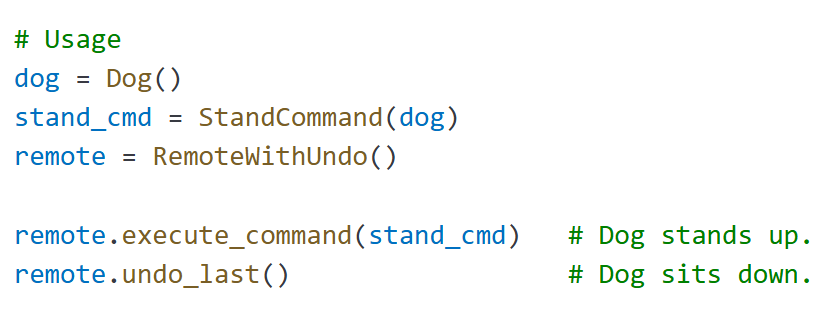 # Usage
dog = Dog()
stand_cmd = StandCommand(dog)
remote = RemoteWithUndo()

remote.execute_command(stand_cmd)   # Dog stands up.
remote.undo_last()                  # Dog sits down.